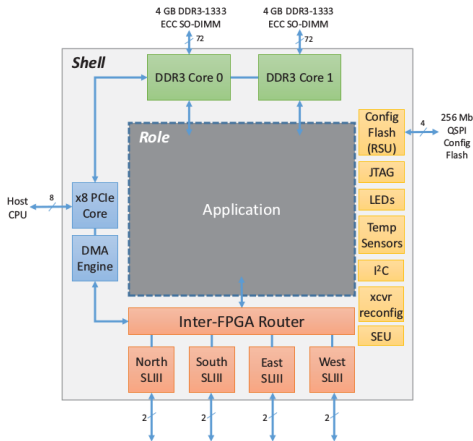 4 GB DDR3-1333
ECC SO-DIMM
4 GB DDR3-1333
ECC SO-DIMM
72
72
Shell
DDR3 Core 0
DDR3 Core 1
Role
Application
Host
CPU
8
x8 PCIe
Core
DMA
Engine
Config
Flash
(RSU)
4
256 Mb
QSPI
Config
Flash
JTAG
LEDs
Temp
Sensors
I²C
xcvr
reconfig
SEU
Inter-FPGA Router
North
SLIII
South
SLIII
East
SLIII
West
SLIII
2
2
2
2